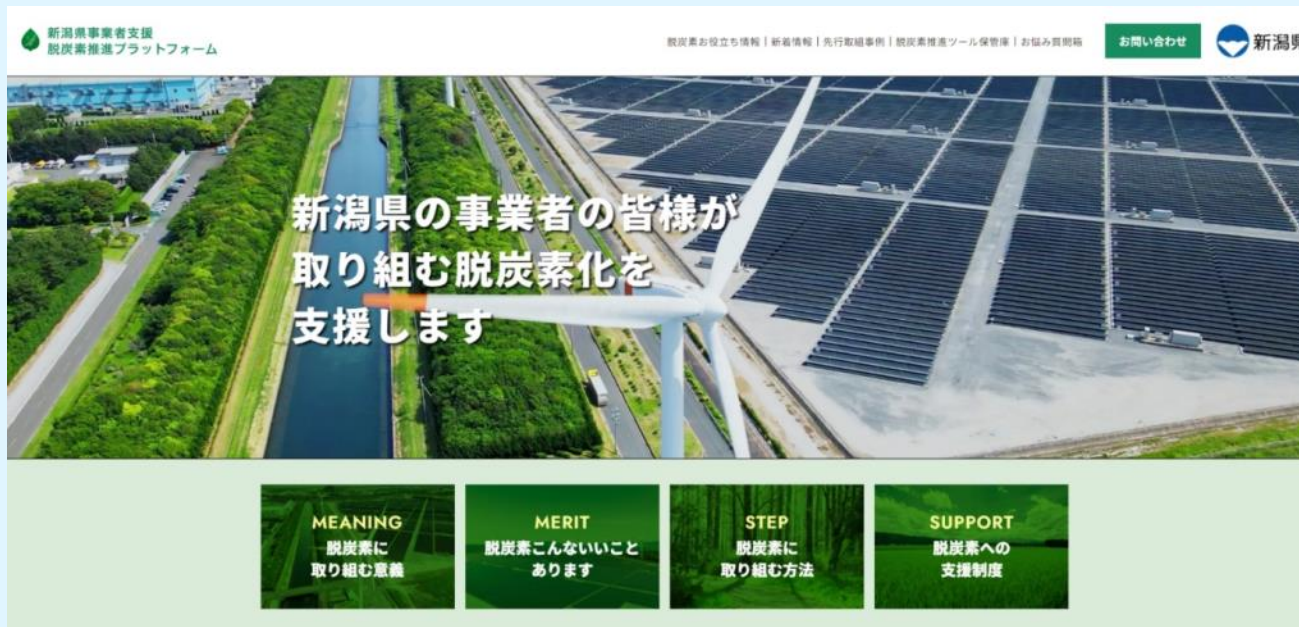 新潟県事業者支援
脱炭素推進プラットフォーム
脱炭素お役立ち情報 | 新着情報 | 先行取組事例 | 脱炭素推進ツール保管庫 | お悩み質問箱
お問い合わせ
新潟県
新潟県の事業者の皆様が
取り組む脱炭素化を
支援します
MEANING
脱炭素に
取り組む意義
MERIT
脱炭素こんないいこと
あります
STEP
脱炭素に
取り組む方法
SUPPORT
脱炭素への
支援制度